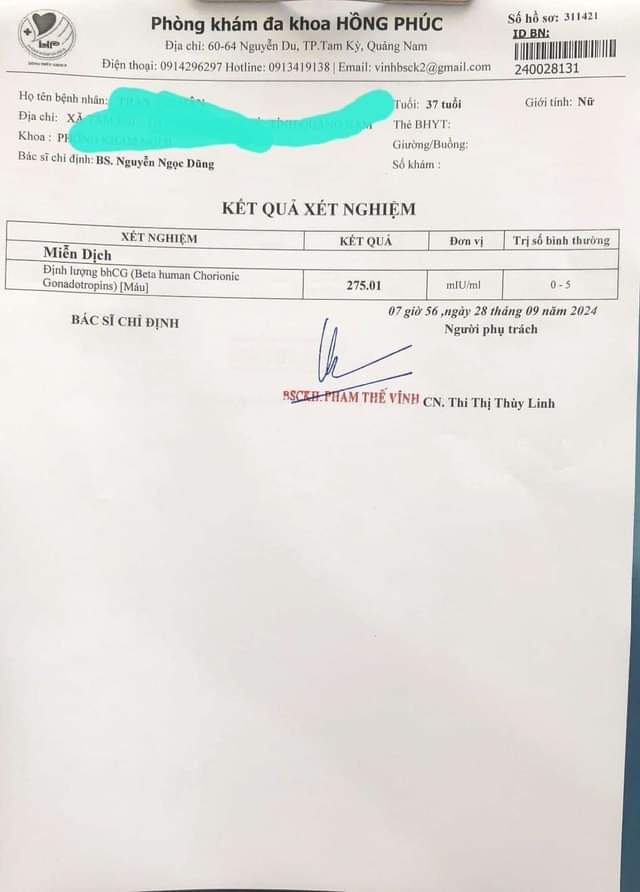 Phòng khám đa khoa HỒNG PHÚC
Địa chỉ: 60-64 Nguyễn Du, TP.Tam Kỳ, Quảng Nam
Điện thoại: 0914296297 Hotline: 0913419138 | Email: vinhbsck2@gmail.com
Số hồ sơ: 311421
ID BN:
240028131
Họ tên bệnh nhân:
Tuổi: 37 tuổi
Giới tính: Nữ
Địa chỉ: XÃ
Thẻ BHYT:
Khoa :
Giường/Buồng:
Bác sĩ chỉ định: BS. Nguyễn Ngọc Dũng
Số khám :
KẾT QUẢ XÉT NGHIỆM
XÉT NGHIỆM KẾT QUẢ Đơn vị Trị số bình thường
Miễn Dịch
Định lượng bhCG (Beta human Chorionic
Gonadotropins) [Máu] 275.01 mIU/ml 0 - 5
07 giờ 56 ,ngày 28 tháng 09 năm 2024
BÁC SĨ CHỈ ĐỊNH
Người phụ trách
BSCKII. PHẠM THẾ VĨNH
CN. Thi Thị Thùy Linh